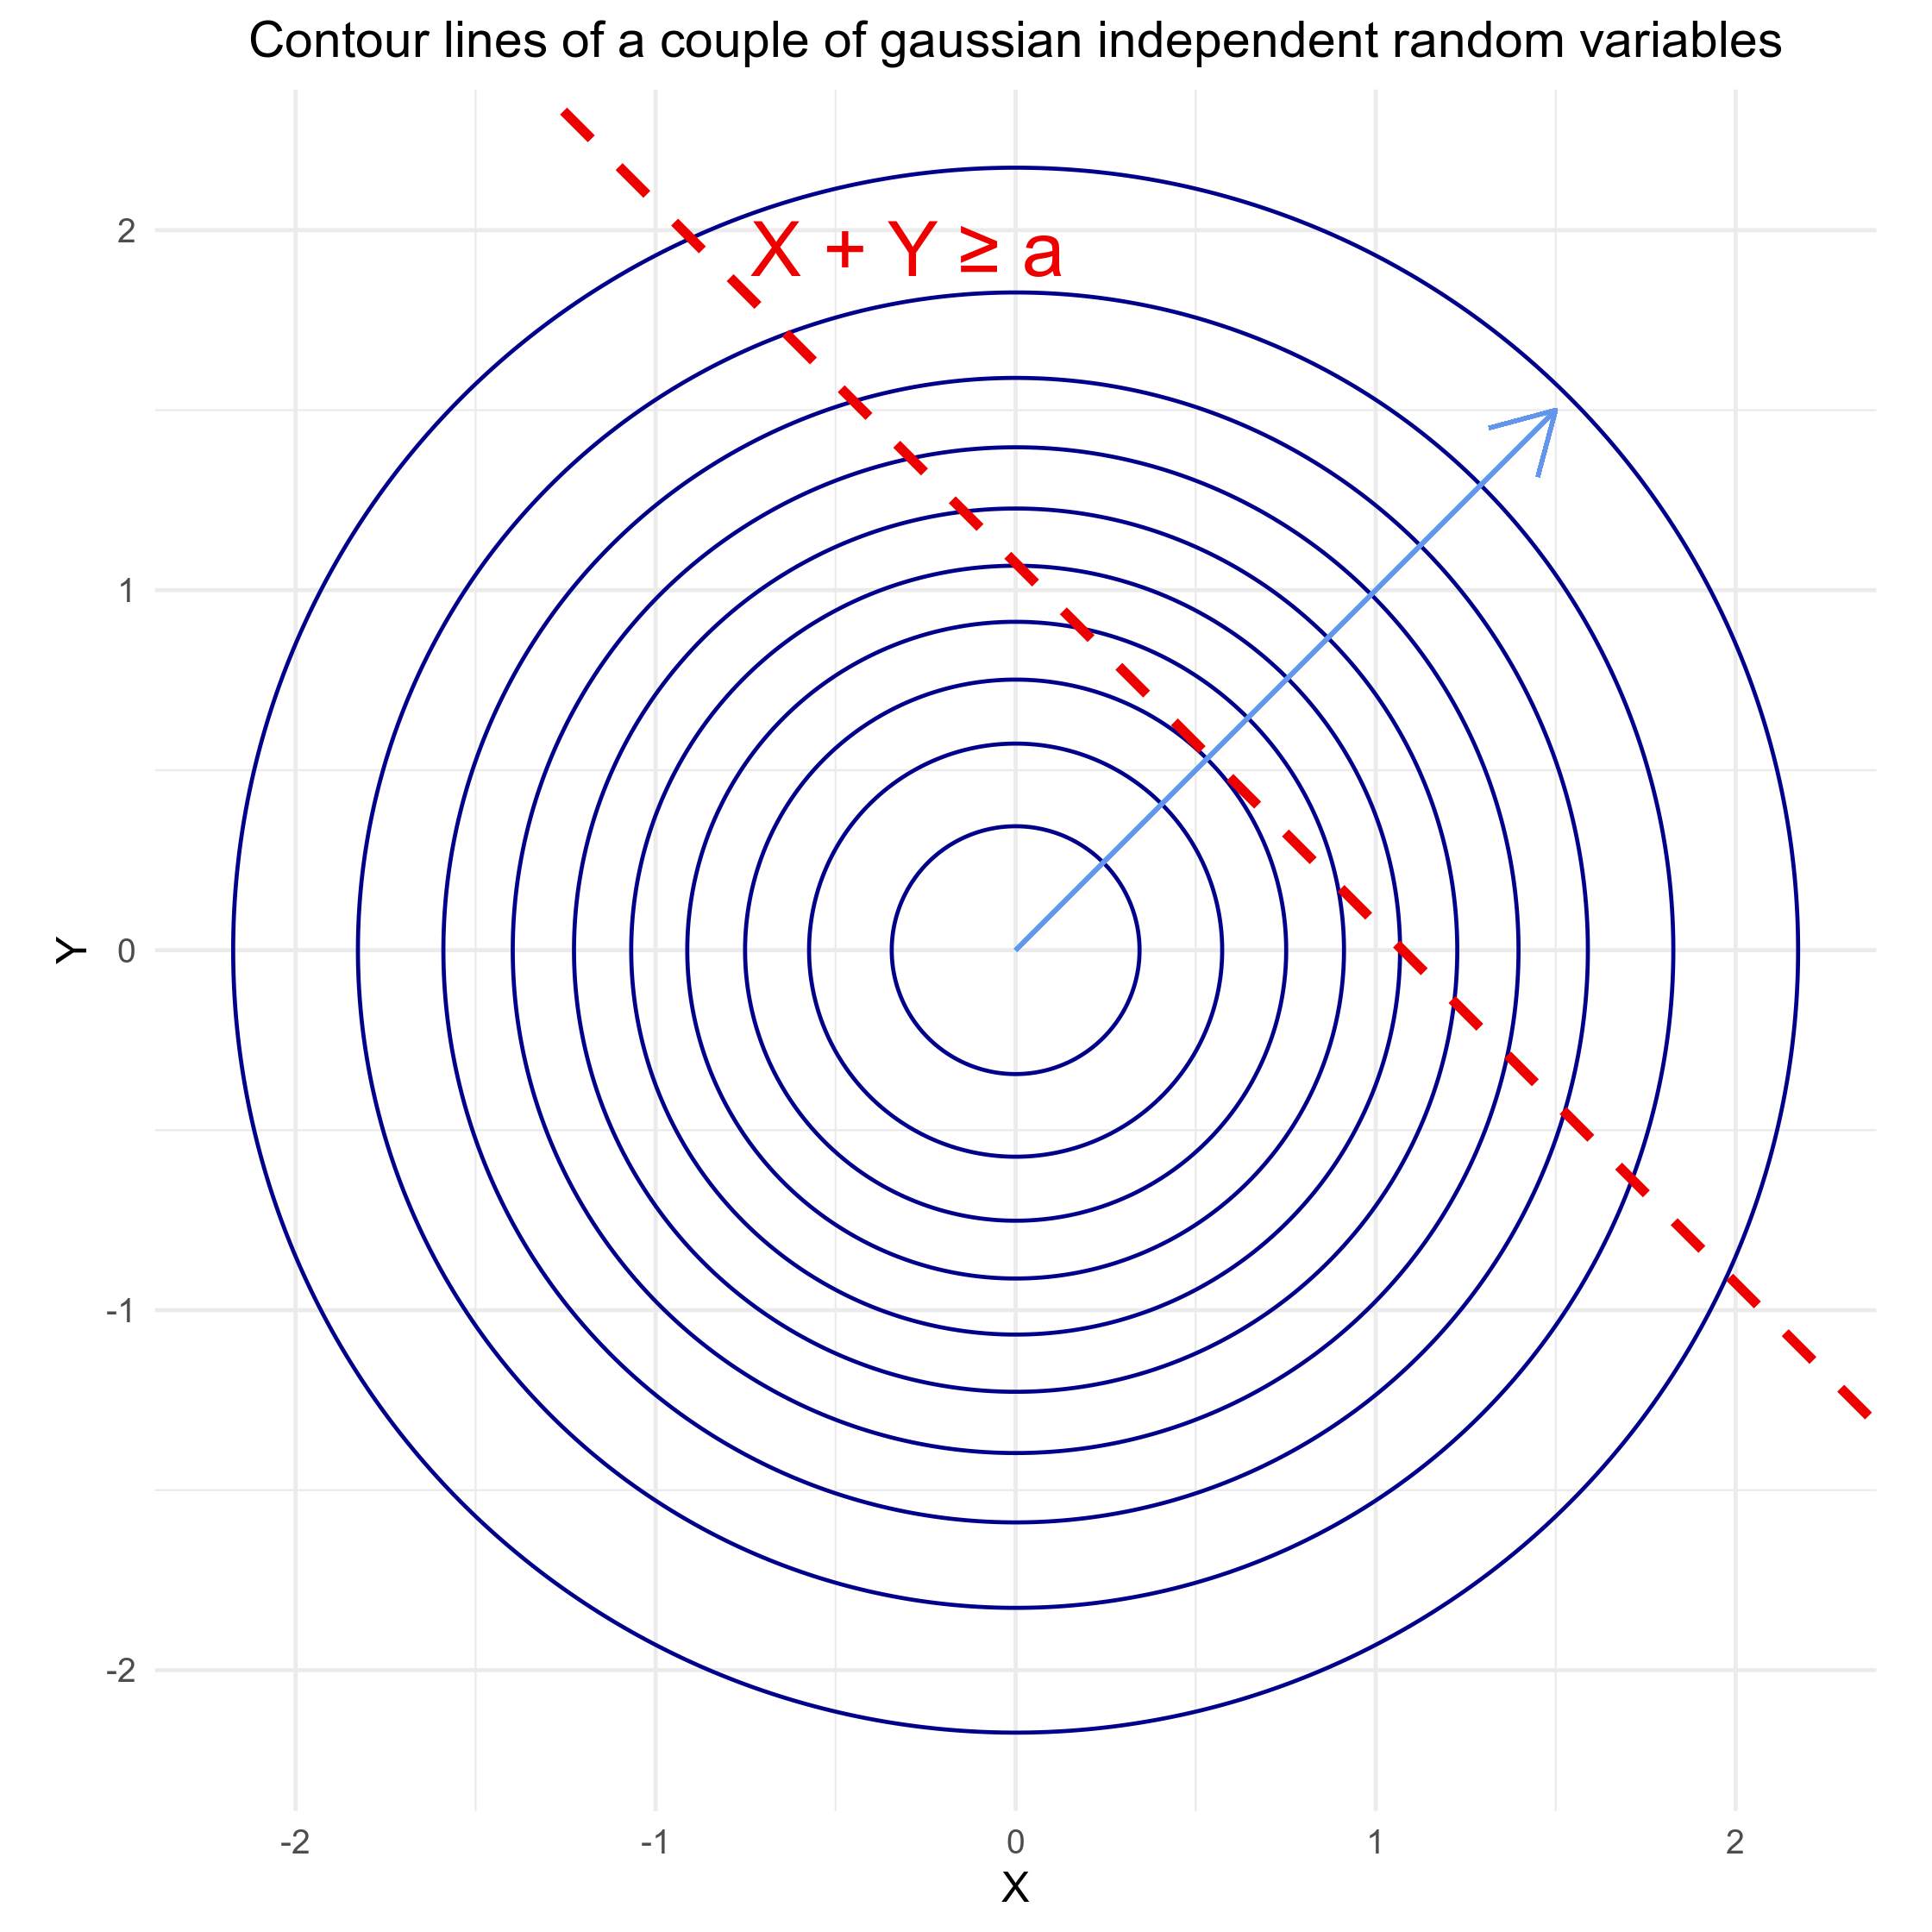 Contour lines of a couple of gaussian independent random variables
X + Y ≥ a
2
1
0
-1
-2
Y
-2 -1 0 1 2
X